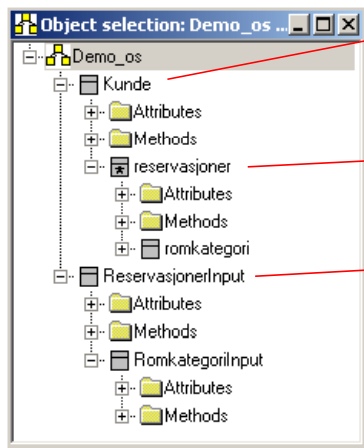 Object selection: Demo_os ...
Demo_os
Kunde
Attributes
Methods
reservasjoner
Attributes
Methods
romkategori
ReservasjonerInput
Attributes
Methods
RomkategoriInput
Attributes
Methods